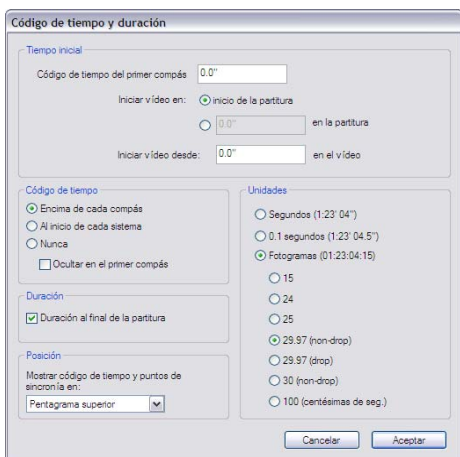 Código de tiempo y duración
Tiempo inicial
Código de tiempo del primer compás 0.0"
Iniciar vídeo en: inicio de la partitura
0.0" en la partitura
Iniciar vídeo desde: 0.0" en el vídeo
Código de tiempo
Encima de cada compás
Al inicio de cada sistema
Nunca
Ocultar en el primer compás
Duración
Duración al final de la partitura
Posición
Mostrar código de tiempo y puntos de
sincronía en:
Pentagrama superior
Unidades
Segundos (1:23' 04")
0.1 segundos (1:23' 04.5")
Fotogramas (01:23:04:15)
15
24
25
29.97 (non-drop)
29.97 (drop)
30 (non-drop)
100 (centésimas de seg.)
Cancelar Aceptar